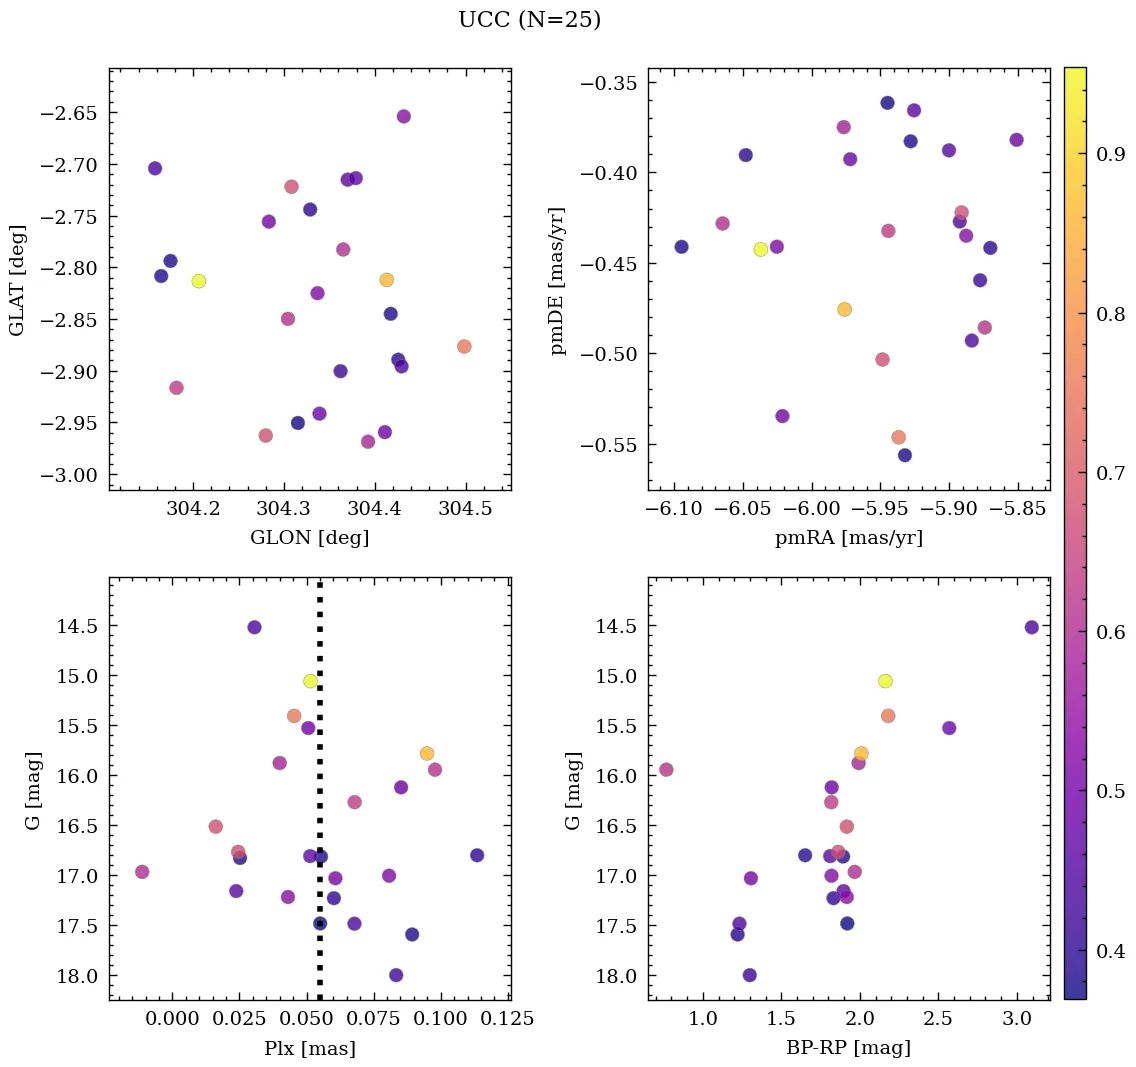 UCC (N=25)
−2.65
−2.70
−2.75
−2.80
−2.85
−2.90
−2.95
−3.00
GLAT [deg]
304.2 304.3 304.4 304.5
GLON [deg]
−0.35
−0.40
−0.45
−0.50
−0.55
pmDE [mas/yr]
−6.10 −6.05 −6.00 −5.95 −5.90 −5.85
pmRA [mas/yr]
14.5
15.0
15.5
16.0
16.5
17.0
17.5
18.0
G [mag]
0.000 0.025 0.050 0.075 0.100 0.125
Plx [mas]
14.5
15.0
15.5
16.0
16.5
17.0
17.5
18.0
G [mag]
1.0 1.5 2.0 2.5 3.0
BP-RP [mag]
0.9
0.8
0.7
0.6
0.5
0.4